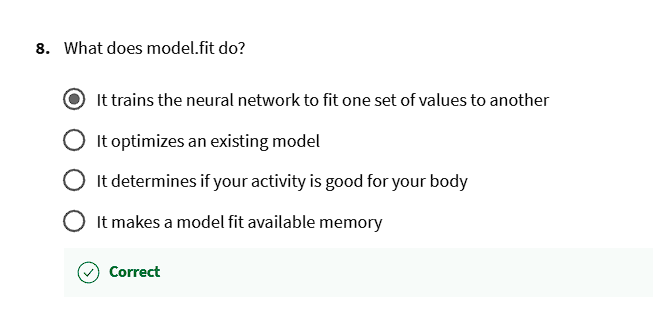 8. What does model.fit do?
It trains the neural network to fit one set of values to another
It optimizes an existing model
It determines if your activity is good for your body
It makes a model fit available memory
Correct